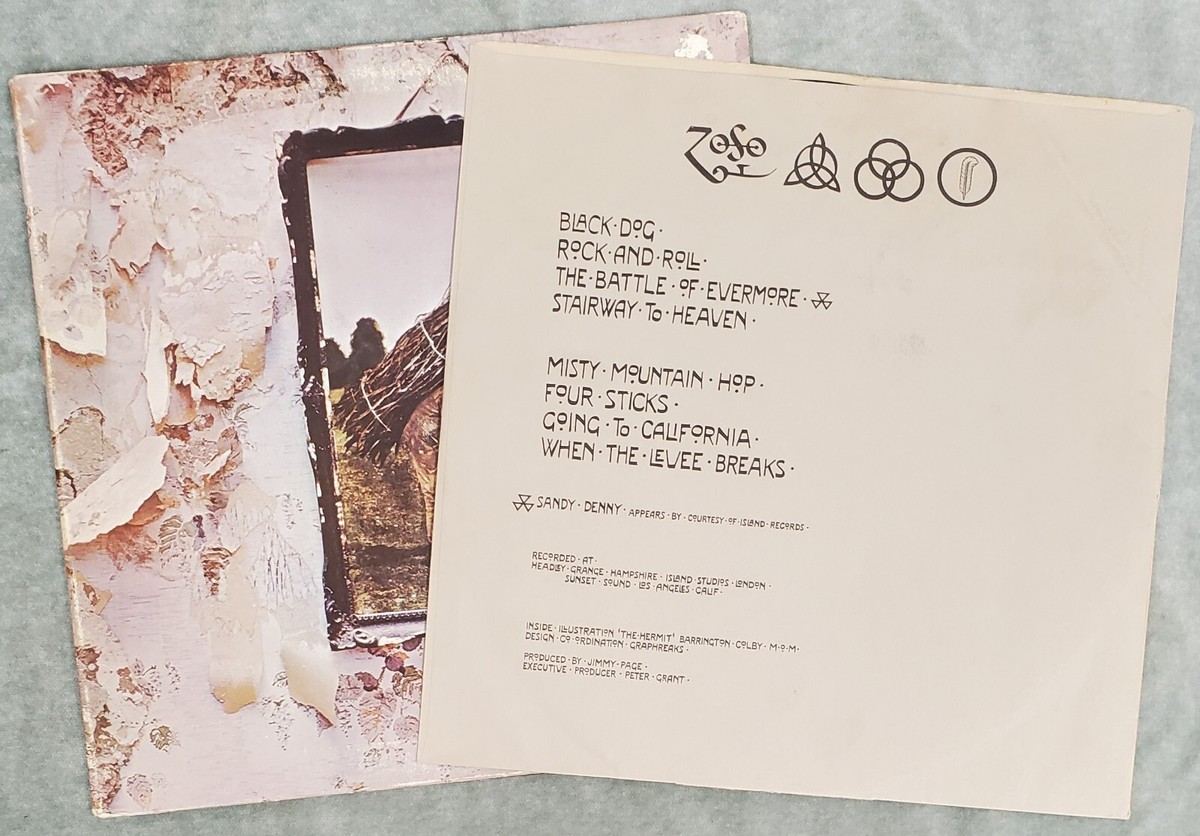 ZoSo
BLACK·DOG·
ROCK·AND·ROLL·
THE·BATTLE·OF·EVERMORE·
STAIRWAY·TO·HEAVEN·
MISTY·MOUNTAIN·HOP·
FOUR·STICKS·
GOING·TO·CALIFORNIA·
WHEN·THE·LEVEE·BREAKS·
SANDY·DENNY·APPEARS·BY·COURTESY·OF·ISLAND·RECORDS·
RECORDED·AT·
HEADLEY·GRANGE·HAMPSHIRE·ISLAND·STUDIOS·LONDON·
SUNSET·SOUND·LOS·ANGELES·CALIF·
INSIDE·ILLUSTRATION 'THE·HERMIT' BARRINGTON·COLBY·M·O·M·
DESIGN·CO-ORDINATION·GRAPHREAKS·
PRODUCED·BY·JIMMY·PAGE·
EXECUTIVE·PRODUCER·PETER·GRANT·